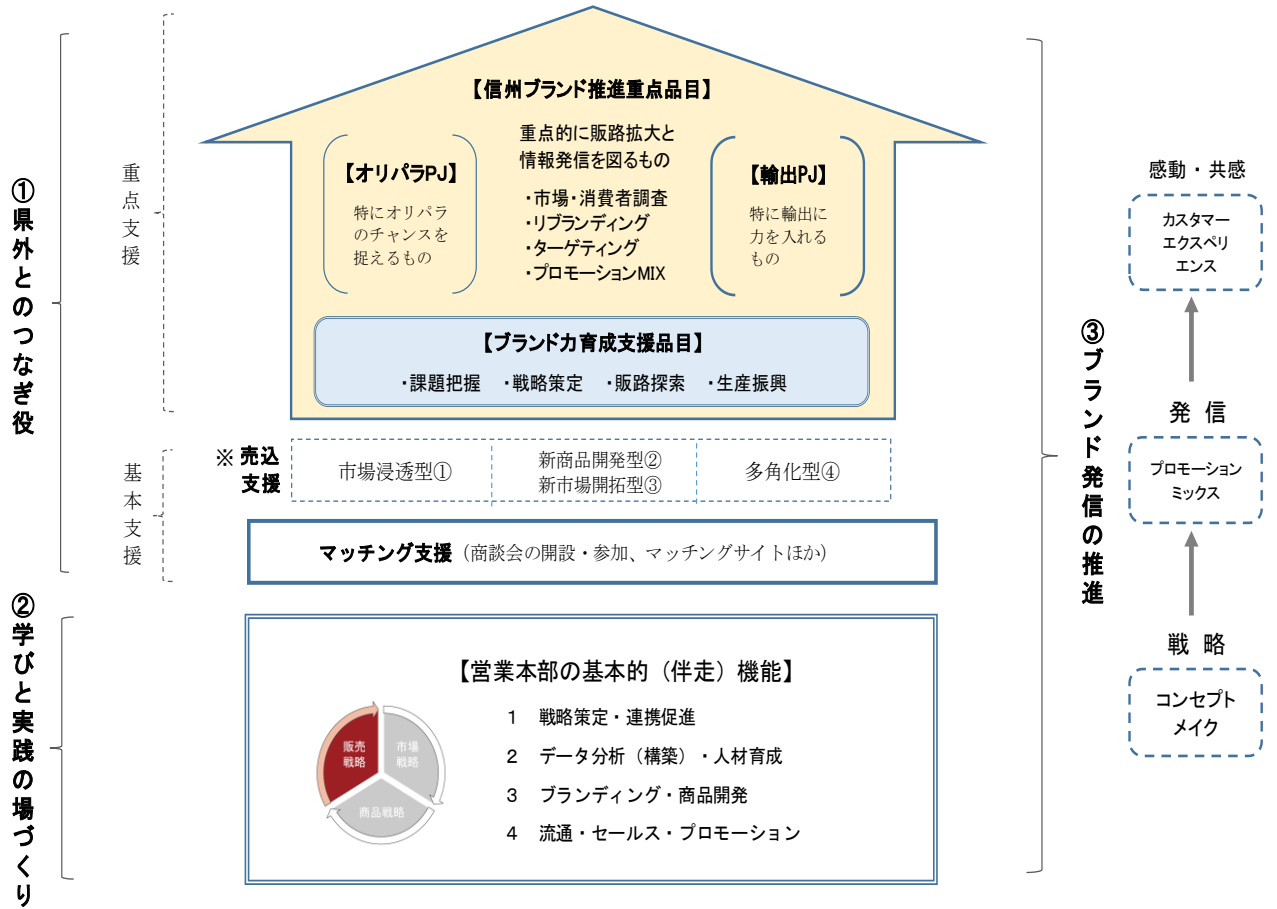 ①県外とのつなぎ役
重点支援
【信州ブランド推進重点品目】
【オリパラPJ】
特にオリパラ
のチャンスを
捉えるもの
重点的に販路拡大と
情報発信を図るもの
・市場・消費者調査
・リブランディング
・ターゲティング
・プロモーションMIX
【輸出PJ】
特に輸出に
力を入れる
もの
【ブランド力育成支援品目】
・課題把握 ・戦略策定 ・販路探索 ・生産振興
基本支援
※ 売込
支援
市場浸透型①
新商品開発型②
新市場開拓型③
多角化型④
マッチング支援（商談会の開設・参加、マッチングサイトほか）
②学びと実践の場づくり
【営業本部の基本的（伴走）機能】
販売
戦略
市場
戦略
商品戦略
1 戦略策定・連携促進
2 データ分析（構築）・人材育成
3 ブランディング・商品開発
4 流通・セールス・プロモーション
③ブランド発信の推進
感動・共感
カスタマー
エクスペリ
エンス
発 信
プロモーション
ミックス
戦 略
コンセプト
メイク